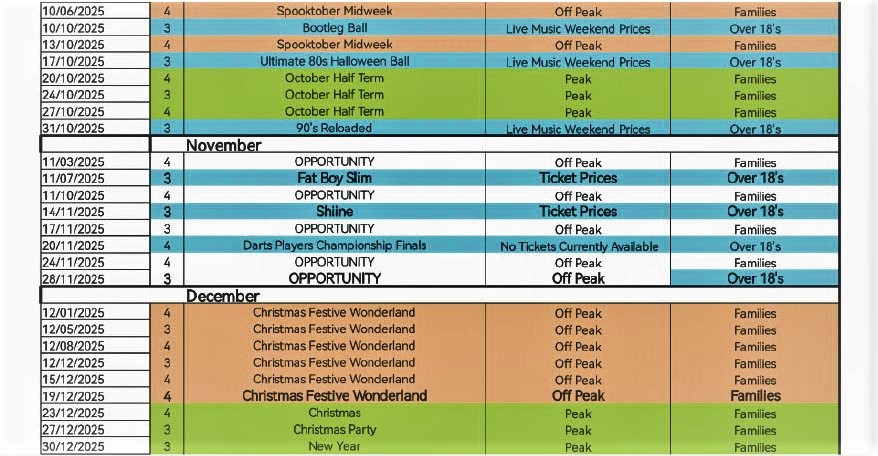 10/06/2025 4 Spooktober Midweek Off Peak Families
10/10/2025 3 Bootleg Ball Live Music Weekend Prices Over 18's
13/10/2025 4 Spooktober Midweek Off Peak Families
17/10/2025 3 Ultimate 80s Halloween Ball Live Music Weekend Prices Over 18's
20/10/2025 4 October Half Term Peak Families
24/10/2025 3 October Half Term Peak Families
27/10/2025 4 October Half Term Peak Families
31/10/2025 3 90's Reloaded Live Music Weekend Prices Over 18's
November
11/03/2025 4 OPPORTUNITY Off Peak Families
11/07/2025 3 Fat Boy Slim Ticket Prices Over 18's
11/10/2025 4 OPPORTUNITY Off Peak Families
14/11/2025 3 Shiine Ticket Prices Over 18's
17/11/2025 3 OPPORTUNITY Off Peak Families
20/11/2025 4 Darts Players Championship Finals No Tickets Currently Available Over 18's
24/11/2025 4 OPPORTUNITY Off Peak Families
28/11/2025 3 OPPORTUNITY Off Peak Over 18's
December
12/01/2025 4 Christmas Festive Wonderland Off Peak Families
12/05/2025 3 Christmas Festive Wonderland Off Peak Families
12/08/2025 4 Christmas Festive Wonderland Off Peak Families
12/12/2025 3 Christmas Festive Wonderland Off Peak Families
15/12/2025 4 Christmas Festive Wonderland Off Peak Families
19/12/2025 4 Christmas Festive Wonderland Off Peak Families
23/12/2025 4 Christmas Peak Families
27/12/2025 3 Christmas Party Peak Families
30/12/2025 3 New Year Peak Families